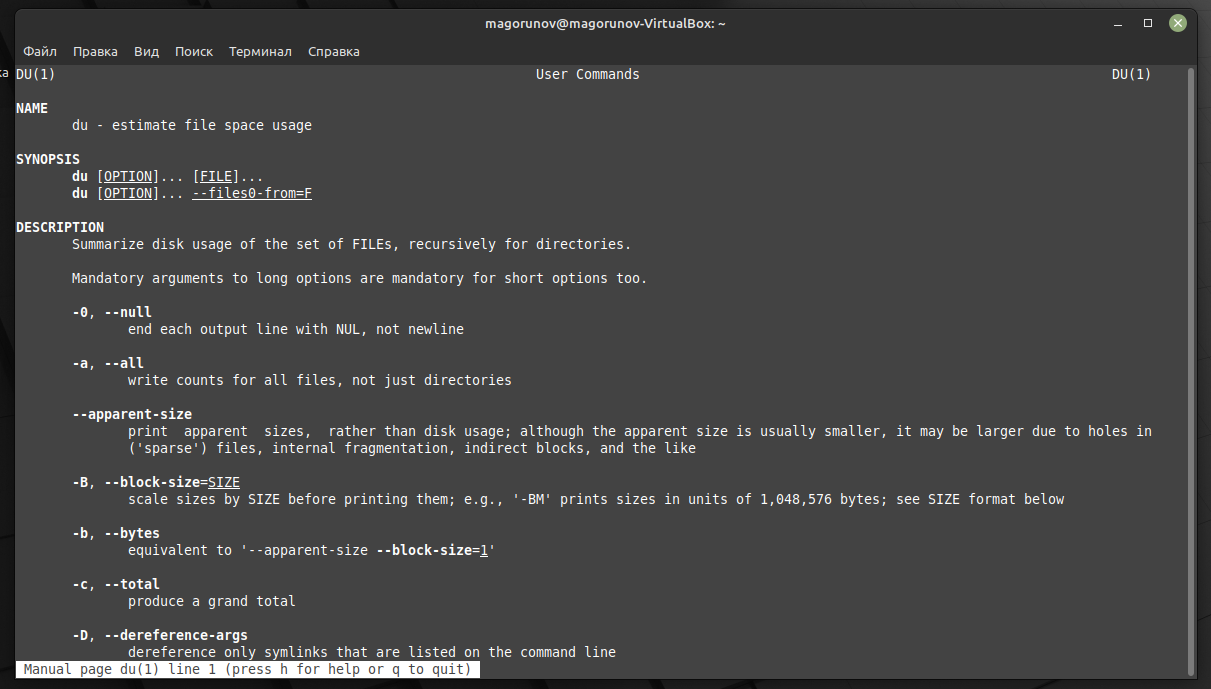 magorunov@magorunov-VirtualBox: ~
Файл Правка Вид Поиск Терминал Справка
DU(1) User Commands DU(1)
NAME
du - estimate file space usage
SYNOPSIS
du [OPTION]... [FILE]...
du [OPTION]... --files0-from=F
DESCRIPTION
Summarize disk usage of the set of FILEs, recursively for directories.
Mandatory arguments to long options are mandatory for short options too.
-0, --null
end each output line with NUL, not newline
-a, --all
write counts for all files, not just directories
--apparent-size
print  apparent  sizes,  rather than disk usage; although the apparent size is usually smaller, it may be larger due to holes in
('sparse') files, internal fragmentation, indirect blocks, and the like
-B, --block-size=SIZE
scale sizes by SIZE before printing them; e.g., '-BM' prints sizes in units of 1,048,576 bytes; see SIZE format below
-b, --bytes
equivalent to '--apparent-size --block-size=1'
-c, --total
produce a grand total
-D, --dereference-args
dereference only symlinks that are listed on the command line
Manual page du(1) line 1 (press h for help or q to quit)